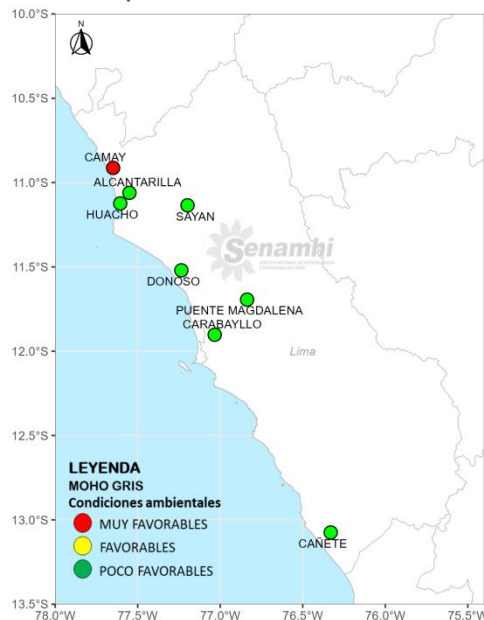 10.0°S
N
10.5°S
CAMAY
11.0°S
ALCANTARILLA
HUACHO
SAYAN
Senamhi
11.5°S
DONOSO
PUENTE MAGDALENA
CARABAYLLO
12.0°S
Lima
12.5°S
LEYENDA
MOHO GRIS
Condiciones ambientales
MUY FAVORABLES
FAVORABLES
POCO FAVORABLES
13.0°S
CAÑETE
13.5°S
78.0°W 77.5°W 77.0°W 76.5°W 76.0°W 75.5°W